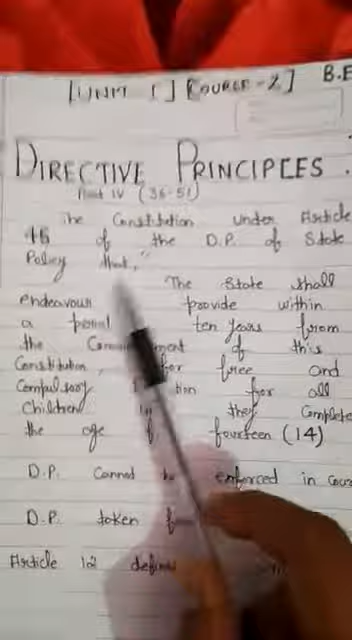 [UNIT 1] [COURSE-2] B.E
DIRECTIVE PRINCIPLES.
Part IV (36-51)
The Constitution under Article
of the D.P. of State
Policy that,"
The State shall
endeavour provide within
a period ten years from
the of this
Constitution, for free and
Compulsory for all
Children they Complete
the age fourteen (14)
D.P. Cannot enforced in
D.P. token
Article 12